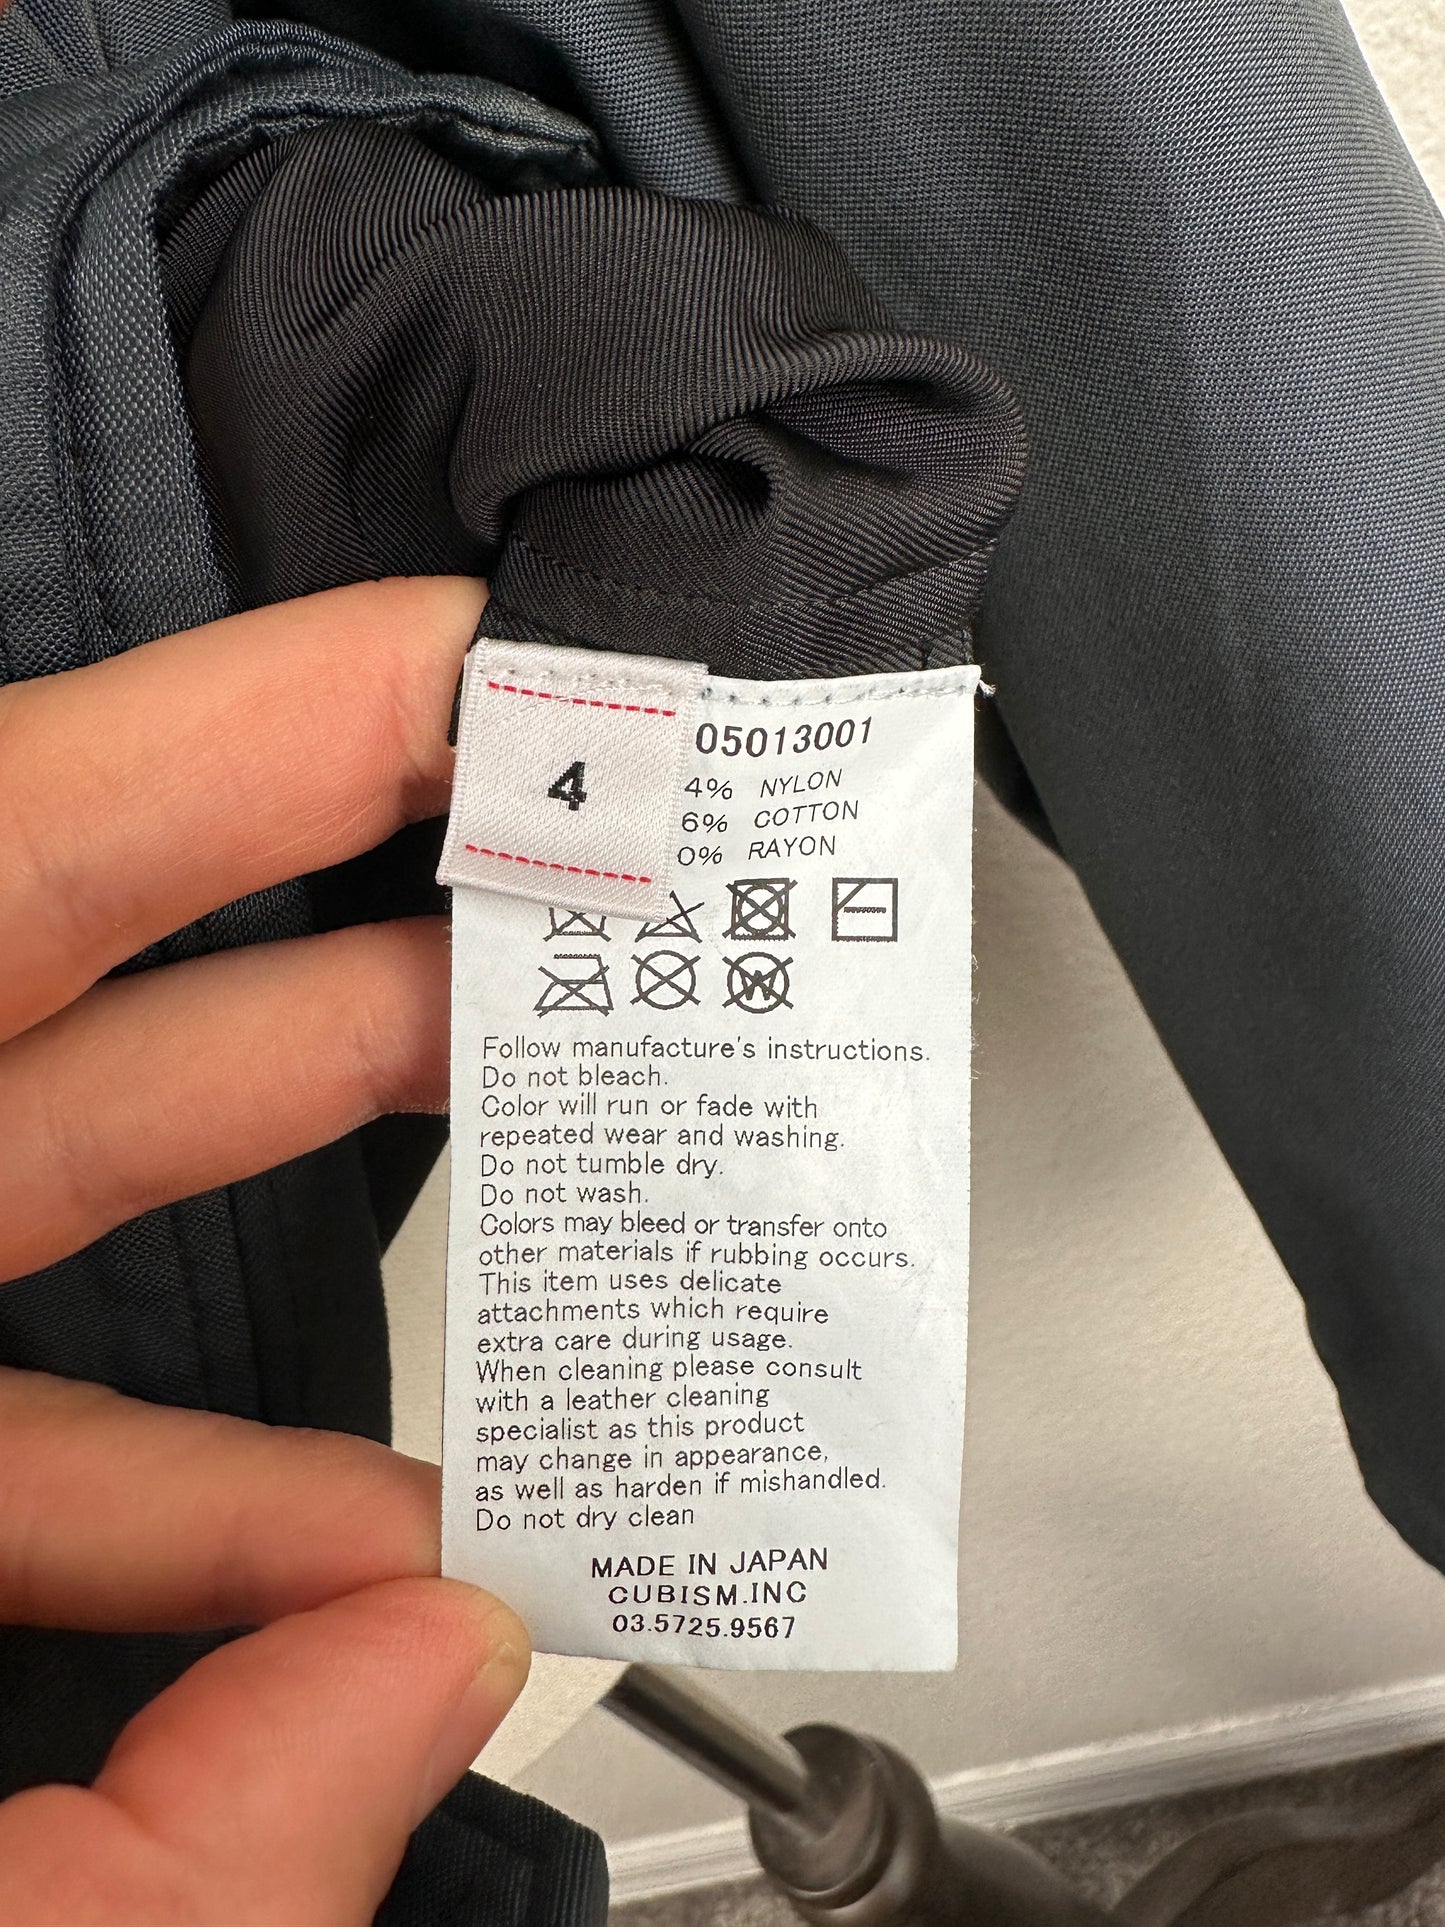 4
05013001
4% NYLON
6% COTTON
0% RAYON
W
Follow manufacture's instructions.
Do not bleach.
Color will run or fade with
repeated wear and washing.
Do not tumble dry.
Do not wash.
Colors may bleed or transfer onto
other materials if rubbing occurs.
This item uses delicate
attachments which require
extra care during usage.
When cleaning please consult
with a leather cleaning
specialist as this product
may change in appearance,
as well as harden if mishandled.
Do not dry clean
MADE IN JAPAN
CUBISM.INC
03.5725.9567